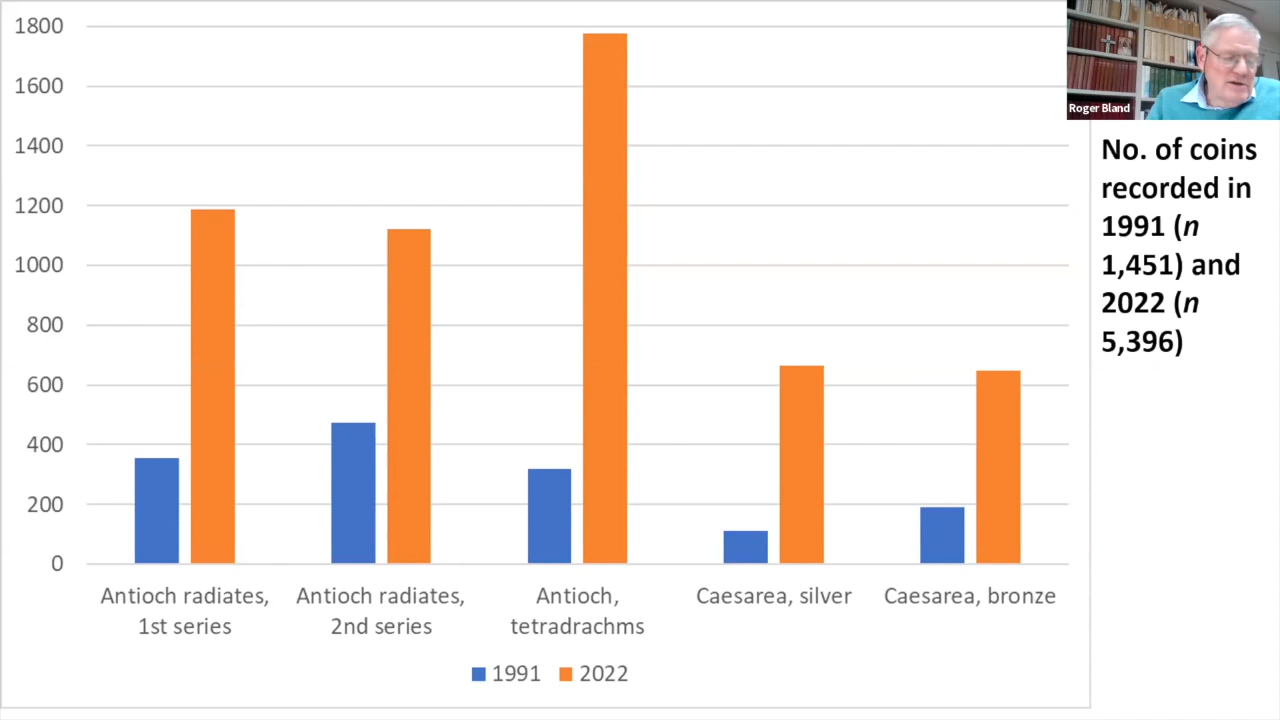 1800
1600
1400
1200
1000
800
600
400
200
0
Antioch radiates,
1st series
Antioch radiates,
2nd series
Antioch,
tetradrachms
Caesarea, silver
Caesarea, bronze
1991
2022
Roger Bland
No. of coins
recorded in
1991 (n
1,451) and
2022 (n
5,396)